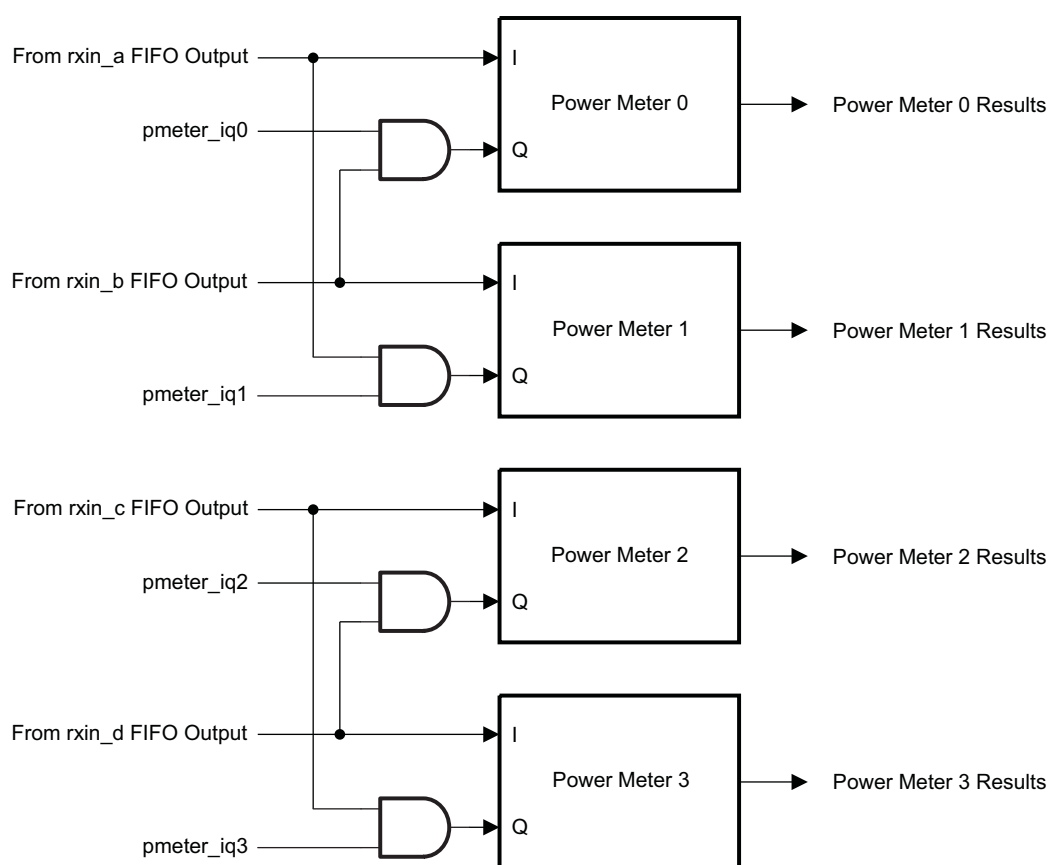 From rxin_a FIFO Output
I
Power Meter 0
Power Meter 0 Results
pmeter_iq0
Q
From rxin_b FIFO Output
I
Power Meter 1
Power Meter 1 Results
Q
pmeter_iq1
From rxin_c FIFO Output
I
Power Meter 2
Power Meter 2 Results
pmeter_iq2
Q
From rxin_d FIFO Output
I
Power Meter 3
Power Meter 3 Results
Q
pmeter_iq3